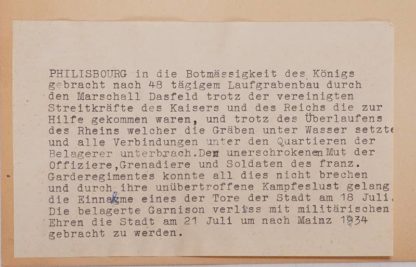 PHILISBOURG in die Botmässigkeit des Königs
gebracht nach 48 tägigem Laufgrabenbau durch
den Marschall Dasfeld trotz der vereinigten
Streitkräfte des Kaisers und des Reichs die zur
Hilfe gekommen waren, und trotz des Überlaufens
des Rheins welcher die Gräben unter Wasser setzte
und alle Verbindungen unter den Quartieren der
Belagerer unterbrach.Der unerschrokenen Mut der
Offiziere,Grenadiere und Soldaten des franz.
Garderegimentes konnte all dies nicht brechen
und durch ihre unübertroffene Kampfeslust gelang
die Einname eines der Tore der Stadt am 18 Juli.
Die belagerte Garnison verliss mit militärischen
Ehren die Stadt am 21 Juli um nach Mainz 1934
gebracht zu werden.